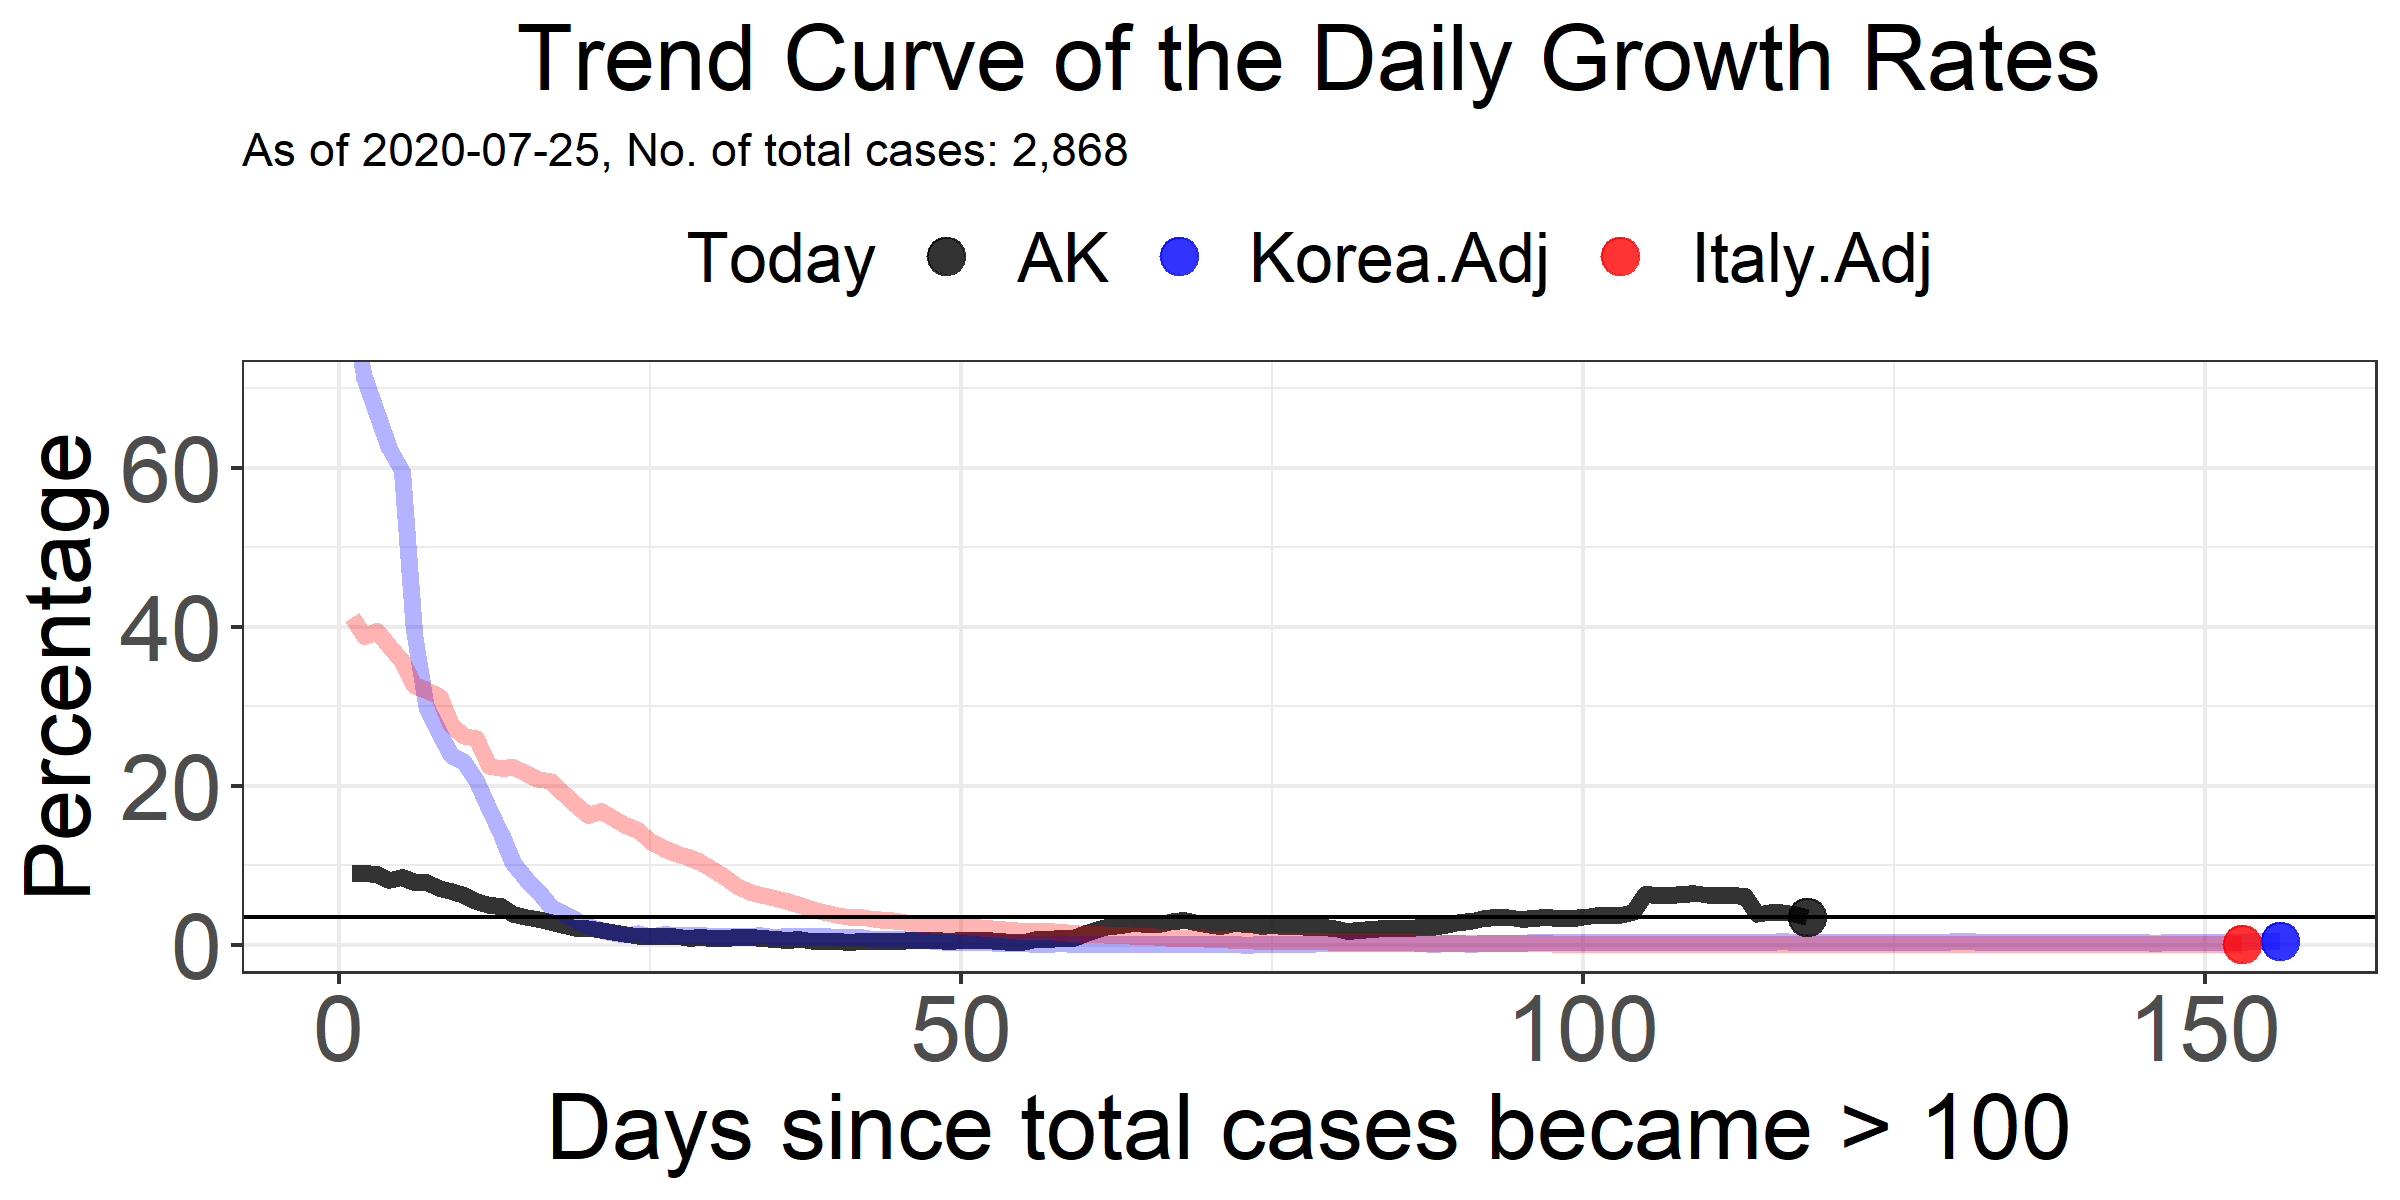 Trend Curve of the Daily Growth Rates
As of 2020-07-25, No. of total cases: 2,868
Today AK Korea.Adj Italy.Adj
Percentage
60
40
20
0
0 50 100 150
Days since total cases became > 100